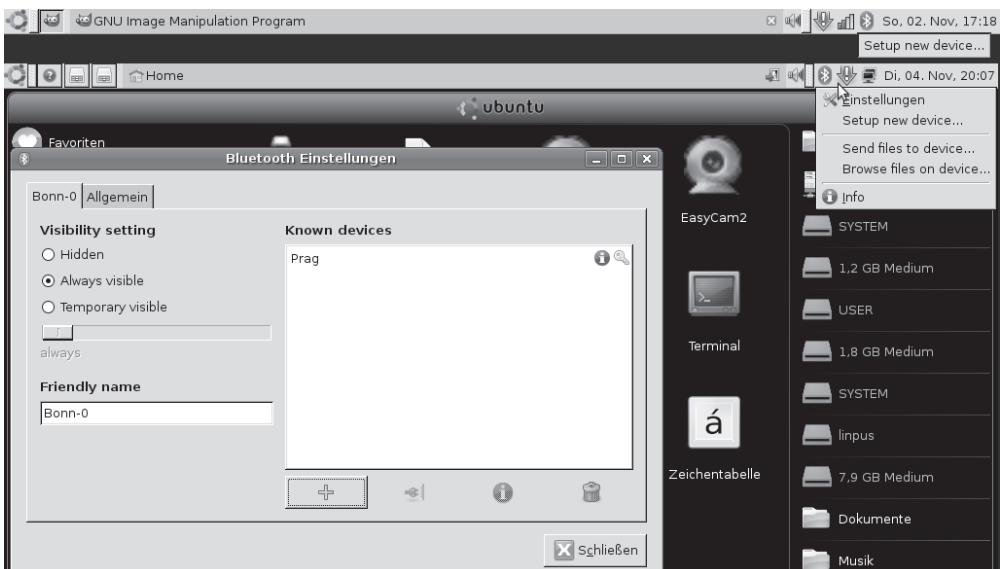 GNU Image Manipulation Program
So, 02. Nov, 17:18
Setup new device...
Home
Di, 04. Nov, 20:07
Einstellungen
Setup new device...
Send files to device...
Browse files on device...
Info
ubuntu
Favoriten
Bluetooth Einstellungen
Bonn-0
Allgemein
Visibility setting
Hidden
Always visible
Temporary visible
always
Friendly name
Bonn-0
Known devices
Prag
Schließen
EasyCam2
Terminal
á
Zeichentabelle
SYSTEM
1,2 GB Medium
USER
1,8 GB Medium
SYSTEM
linpus
7,9 GB Medium
Dokumente
Musik